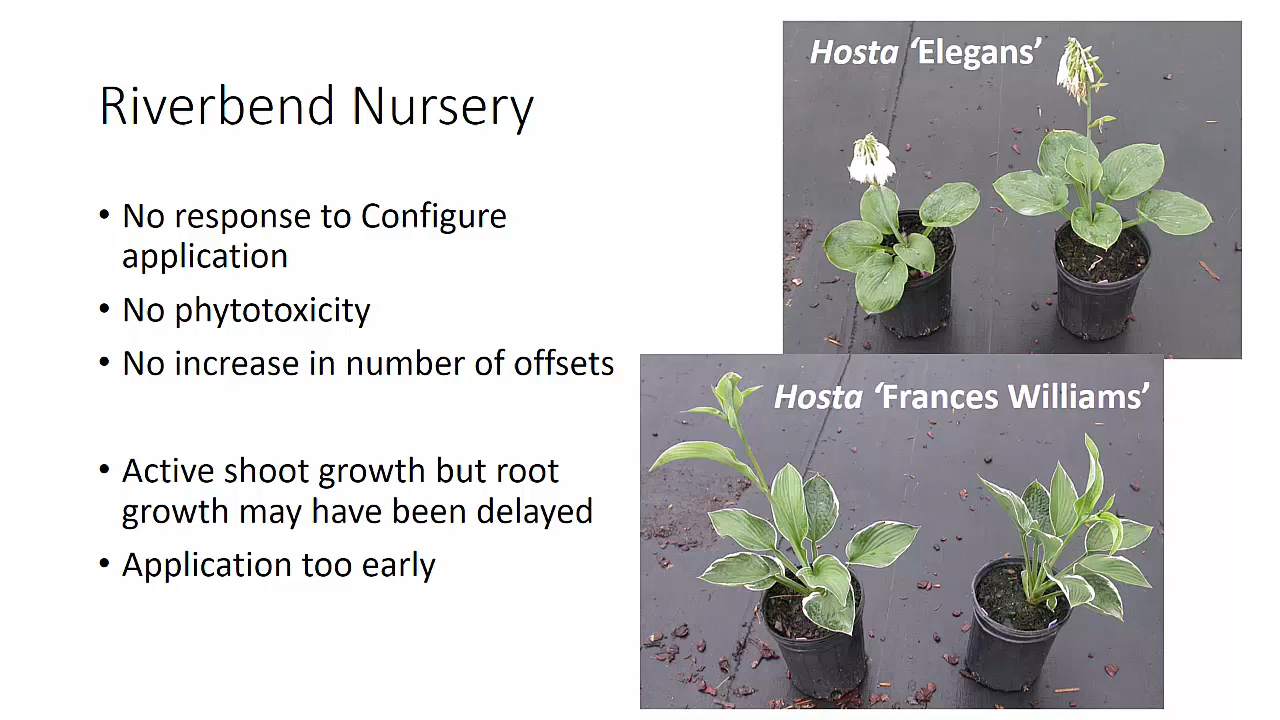 Riverbend Nursery
• No response to Configure
application
• No phytotoxicity
• No increase in number of offsets
• Active shoot growth but root
growth may have been delayed
• Application too early
Hosta ‘Elegans’
Hosta ‘Frances Williams’